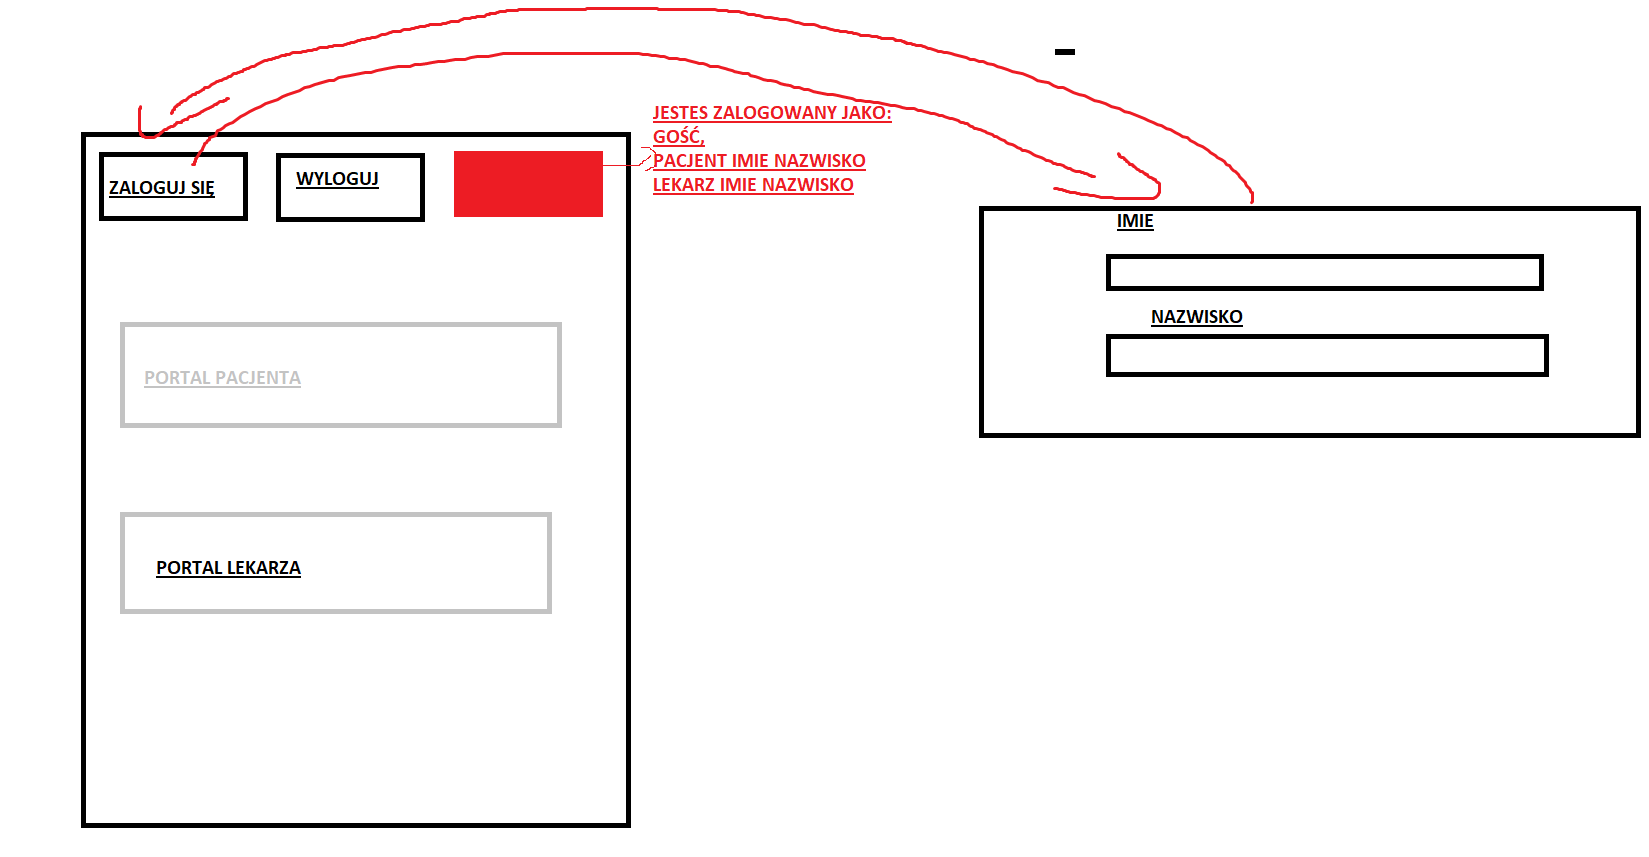 JESTES ZALOGOWANY JAKO:
GOŚĆ,
PACJENT IMIE NAZWISKO
LEKARZ IMIE NAZWISKO
ZALOGUJ SIĘ
WYLOGUJ
IMIE
NAZWISKO
PORTAL PACJENTA
PORTAL LEKARZA